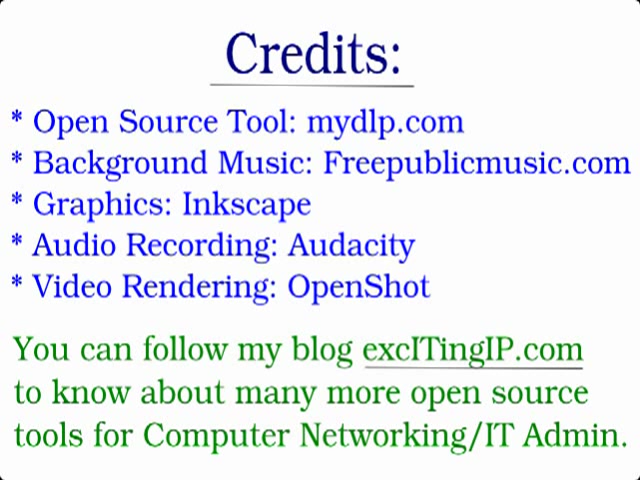 Credits:
* Open Source Tool: mydlp.com
* Background Music: Freepublicmusic.com
* Graphics: Inkscape
* Audio Recording: Audacity
* Video Rendering: OpenShot
You can follow my blog excITingIP.com
to know about many more open source
tools for Computer Networking/IT Admin.